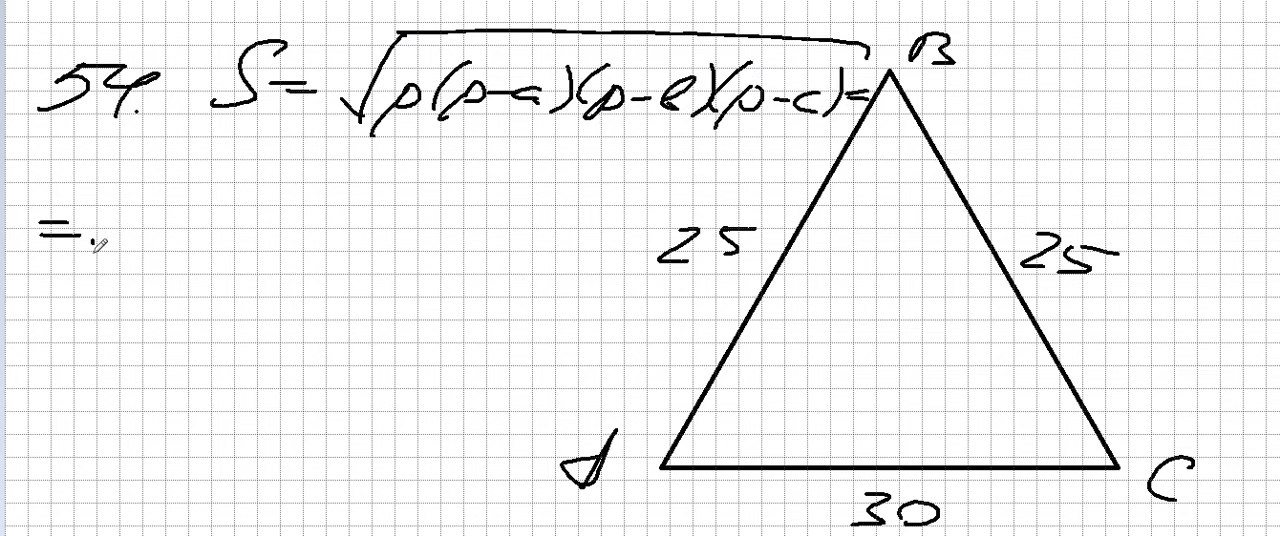 54. S = √p(p-a)(p-в)(p-c) =
B
=
25
25
A
C
30